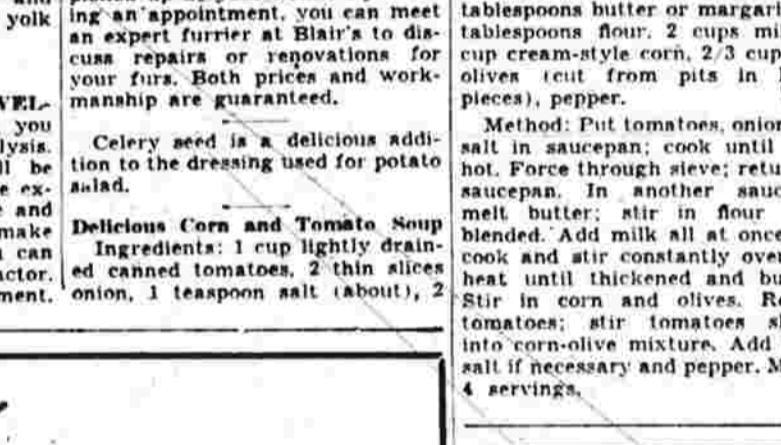 yolk
VEL-
you
lysis.
ll be
e ex-
and
make
can
actor.
ment.
ing an appointment, you can meet
an expert furrier at Blair's to dis-
cuss repairs or renovations for
your furs. Both prices and work-
manship are guaranteed.
Celery seed is a delicious addi-
tion to the dressing used for potato
salad.
Delicious Corn and Tomato Soup
Ingredients: 1 cup lightly drain-
ed canned tomatoes, 2 thin slices
onion, 1 teaspoon salt (about), 2
tablespoons butter or margari
tablespoons flour, 2 cups mi
cup cream-style corn, 2/3 cup
olives (cut from pits in
pieces), pepper.
Method: Put tomatoes, onion
salt in saucepan; cook until
hot. Force through sieve; retu
saucepan. In another sauc
melt butter; stir in flour
blended. Add milk all at once
cook and stir constantly over
heat until thickened and bu
Stir in corn and olives. Re
tomatoes; stir tomatoes sl
into corn-olive mixture. Add
salt if necessary and pepper. M
4 servings.